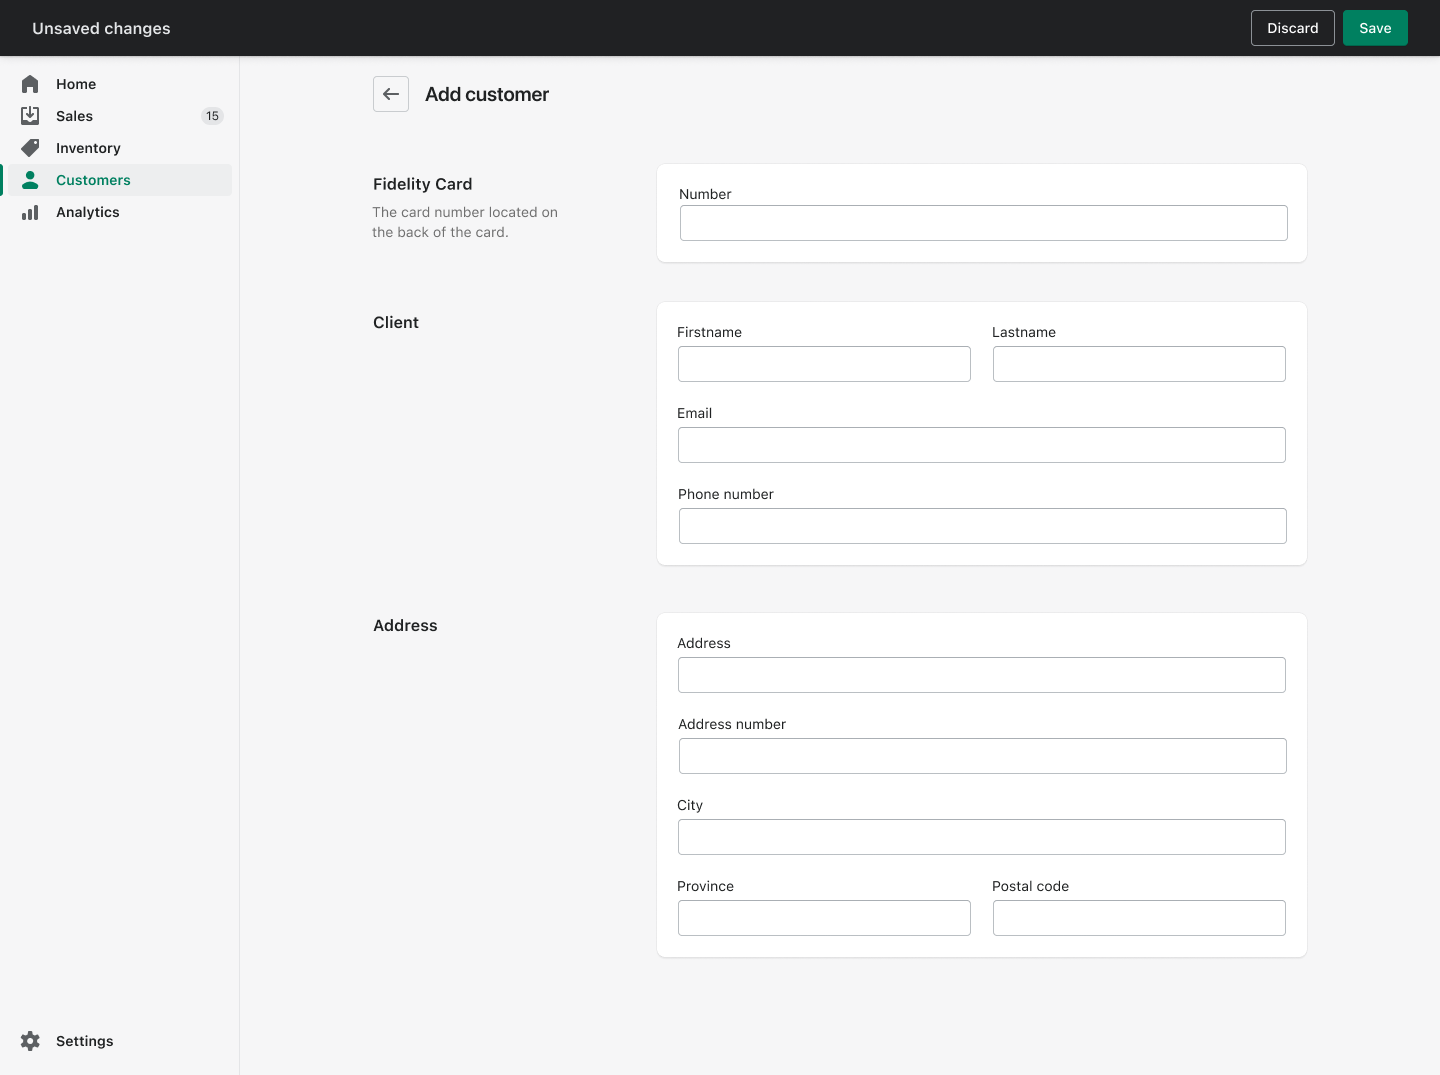 Unsaved changes
Discard
Save
Home
Sales
15
Inventory
Customers
Analytics
Settings
Add customer
Fidelity Card
The card number located on
the back of the card.
Number
Client
Firstname
Lastname
Email
Phone number
Address
Address
Address number
City
Province
Postal code